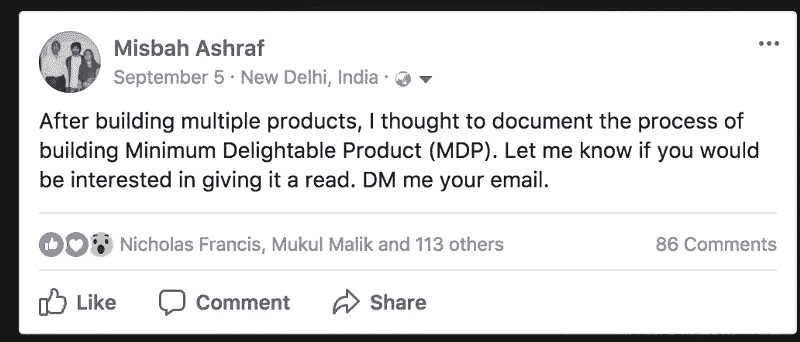 Misbah Ashraf
September 5 · New Delhi, India ·
After building multiple products, I thought to document the process of
building Minimum Delightable Product (MDP). Let me know if you would
be interested in giving it a read. DM me your email.
Nicholas Francis, Mukul Malik and 113 others 86 Comments
Like Comment Share